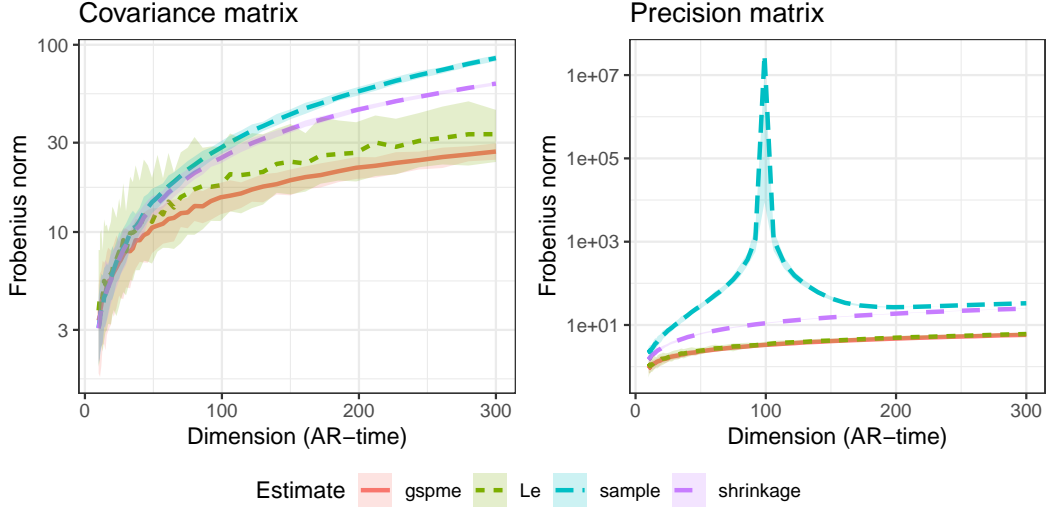 Covariance matrix
Precision matrix
Frobenius norm
100
30
10
3
0
100
200
300
Dimension (AR−time)
Frobenius norm
1e+07
1e+05
1e+03
1e+01
0
100
200
300
Dimension (AR−time)
Estimate gspme Le sample shrinkage